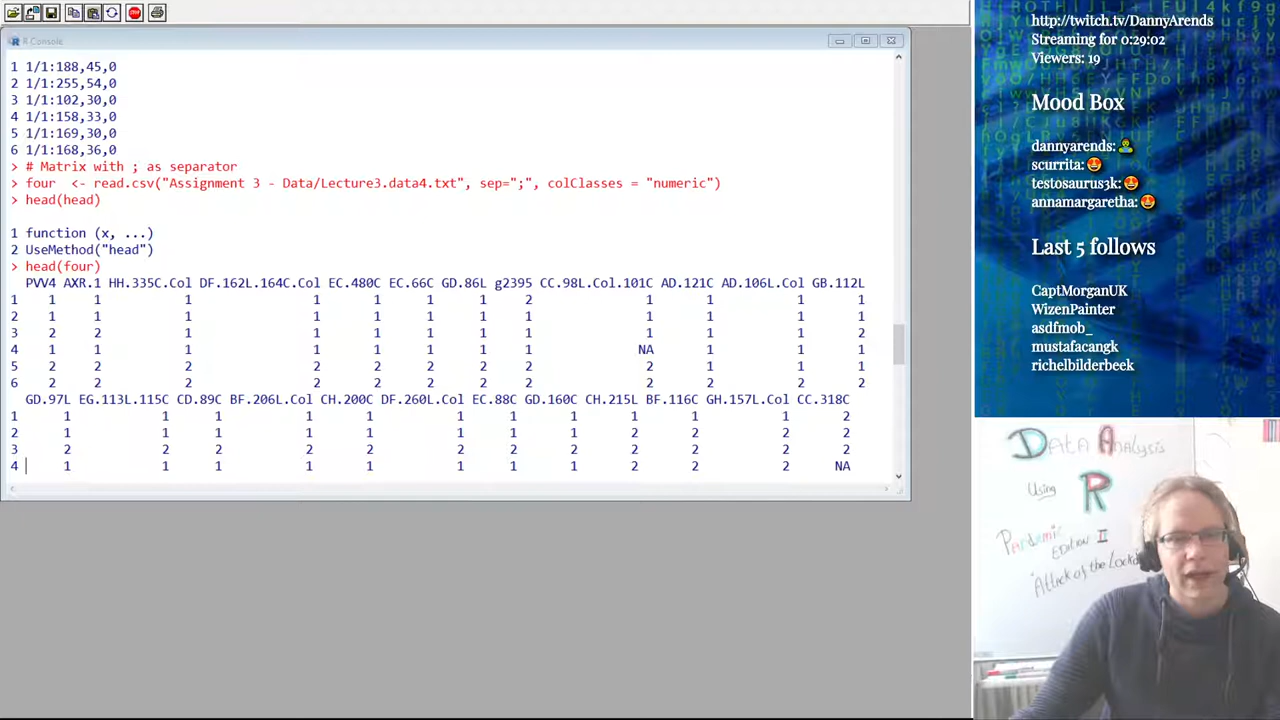 R Console
1 1/1:188,45,0
2 1/1:255,54,0
3 1/1:102,30,0
4 1/1:158,33,0
5 1/1:169,30,0
6 1/1:168,36,0
> # Matrix with ; as separator
> four  <- read.csv("Assignment 3 - Data/Lecture3.data4.txt", sep=";", colClasses = "numeric")
> head(head)
1 function (x, ...)
2 UseMethod("head")
> head(four)
PVV4 AXR.1 HH.335C.Col DF.162L.164C.Col EC.480C EC.66C GD.86L g2395 CC.98L.Col.101C AD.121C AD.106L.Col GB.112L
1 1 1 1 1 1 1 1 2 1 1 1 1
2 1 1 1 1 1 1 1 1 1 1 1 1
3 2 2 1 1 1 1 1 1 1 1 1 2
4 1 1 1 1 1 1 1 1 NA 1 1 1
5 2 2 2 2 2 2 2 2 2 1 1 1
6 2 2 2 2 2 2 2 2 2 2 2 2
GD.97L EG.113L.115C CD.89C BF.206L.Col CH.200C DF.260L.Col EC.88C GD.160C CH.215L BF.116C GH.157L.Col CC.318C
1 1 1 1 1 1 1 1 1 1 1 1 2
2 1 1 1 1 1 1 1 1 2 2 2 2
3 2 2 2 2 2 2 2 2 2 2 2 2
4 1 1 1 1 1 1 1 1 2 2 2 NA
http://twitch.tv/DannyArends
Streaming for 0:29:02
Viewers: 19
Mood Box
dannyarends:
scurrita:
testosaurus3k:
annamargaretha:
Last 5 follows
CaptMorganUK
WizenPainter
asdfmob_
mustafacangk
richelbilderbeek
Data Analysis
Using
R
Pandemic
Edition II
'Attack of the